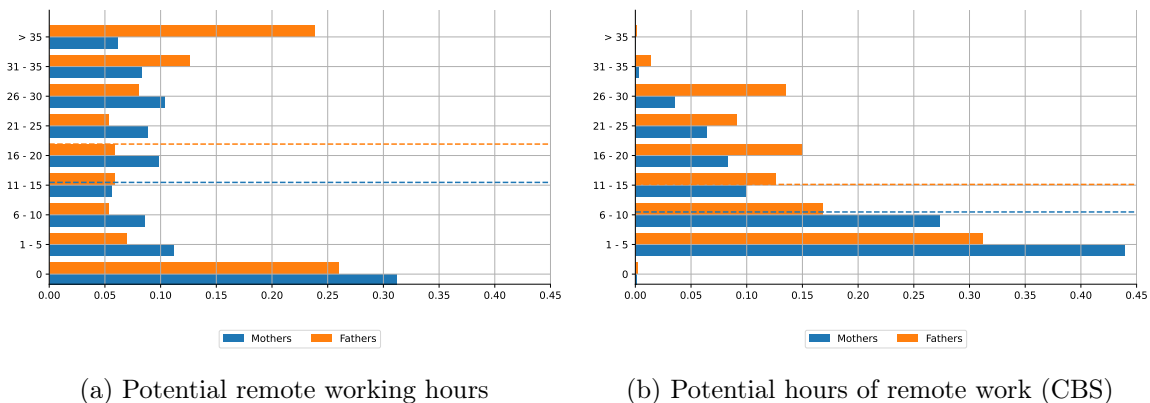 > 35
31 - 35
26 - 30
21 - 25
16 - 20
11 - 15
6 - 10
1 - 5
0
0.00 0.05 0.10 0.15 0.20 0.25 0.30 0.35 0.40 0.45
Mothers Fathers
(a) Potential remote working hours
> 35
31 - 35
26 - 30
21 - 25
16 - 20
11 - 15
6 - 10
1 - 5
0
0.00 0.05 0.10 0.15 0.20 0.25 0.30 0.35 0.40 0.45
Mothers Fathers
(b) Potential hours of remote work (CBS)